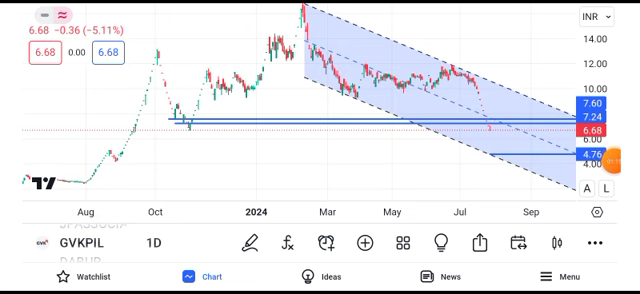 6.68 −0.36 (−5.11%)
6.68 0.00 6.68
INR
14.00
12.00
10.00
7.60
7.24
6.68
4.76
4.00
A L
Aug Oct 2024 Mar May Jul Sep
GVKPIL 1D
DABUR
Watchlist Chart Ideas News Menu